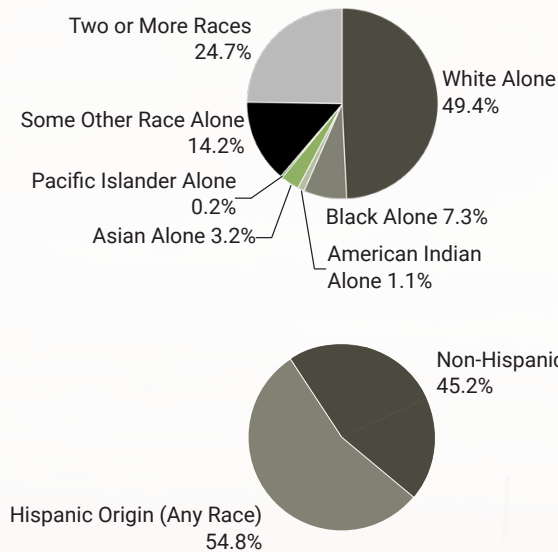 Two or More Races
24.7%
White Alone
49.4%
Some Other Race Alone
14.2%
Pacific Islander Alone
0.2%
Black Alone 7.3%
Asian Alone 3.2%
American Indian
Alone 1.1%
Non-Hispanic
45.2%
Hispanic Origin (Any Race)
54.8%